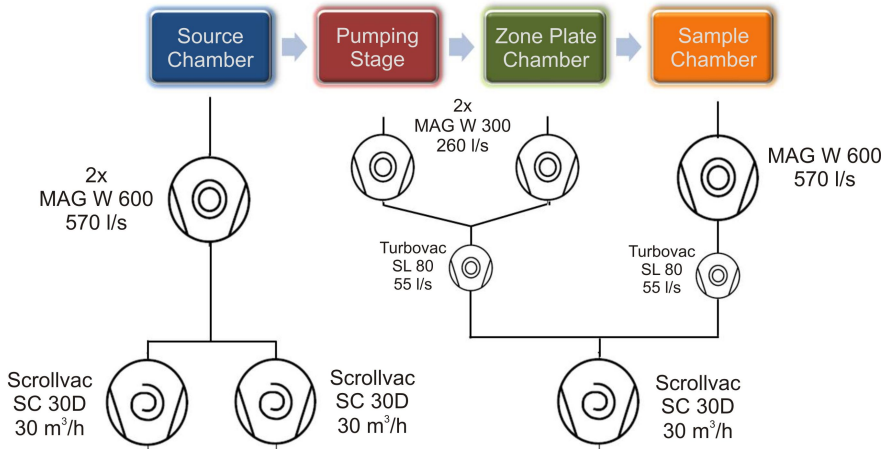 Source
Chamber
Pumping
Stage
Zone Plate
Chamber
Sample
Chamber
2x
MAG W 600
570 l/s
2x
MAG W 300
260 l/s
MAG W 600
570 l/s
Turbovac
SL 80
55 l/s
Turbovac
SL 80
55 l/s
Scrollvac
SC 30D
30 m³/h
Scrollvac
SC 30D
30 m³/h
Scrollvac
SC 30D
30 m³/h